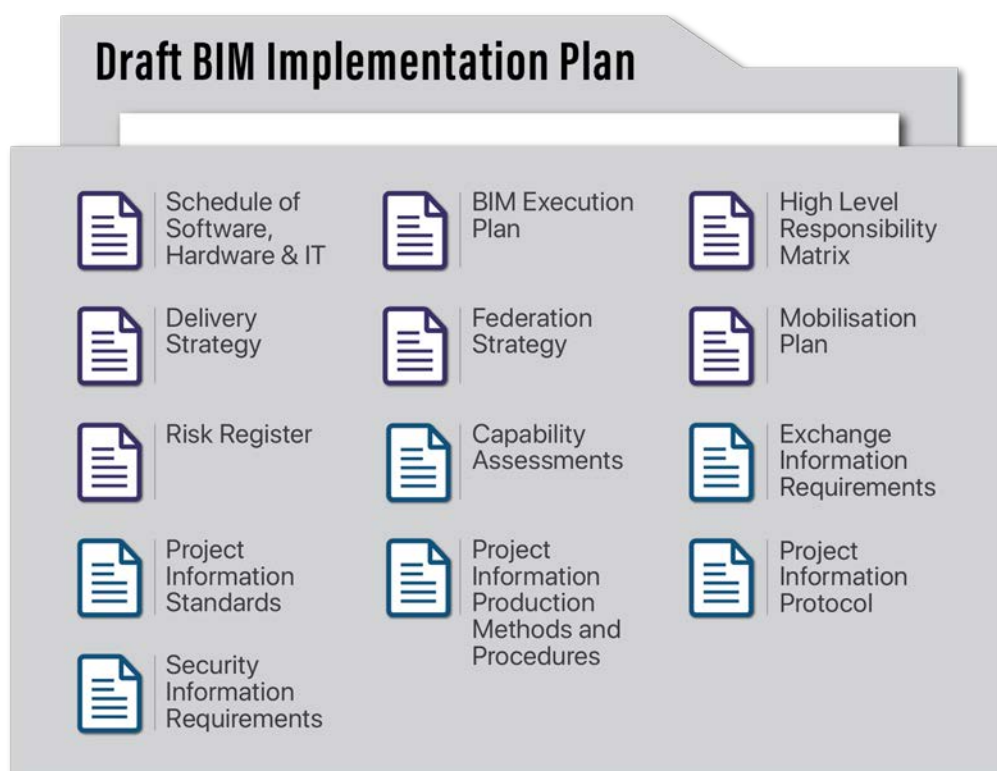 Draft BIM Implementation Plan
Schedule of
Software,
Hardware & IT
BIM Execution
Plan
High Level
Responsibility
Matrix
Delivery
Strategy
Federation
Strategy
Mobilisation
Plan
Risk Register
Capability
Assessments
Exchange
Information
Requirements
Project
Information
Standards
Project
Information
Production
Methods and
Procedures
Project
Information
Protocol
Security
Information
Requirements